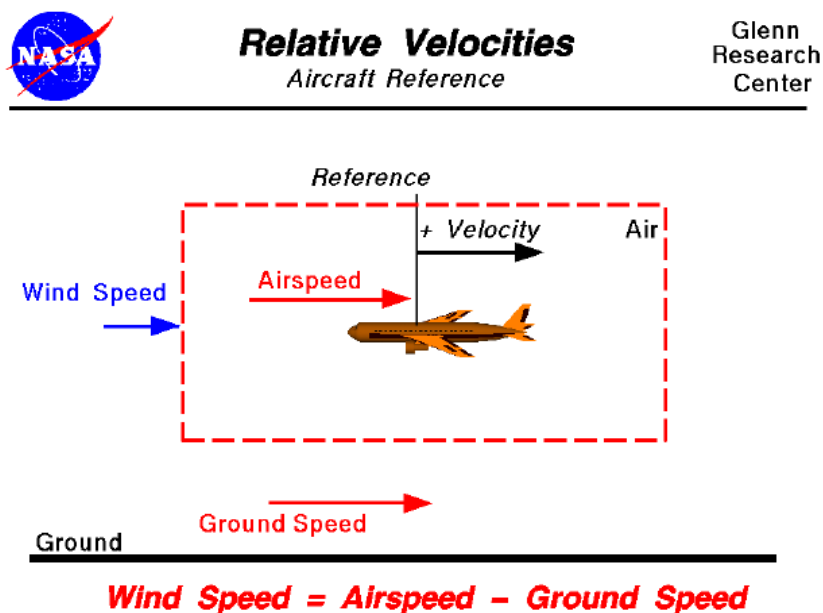 NASA
Relative Velocities
Aircraft Reference
Glenn
Research
Center
Reference
+ Velocity
Air
Airspeed
Wind Speed
Ground Speed
Ground
Wind Speed = Airspeed – Ground Speed